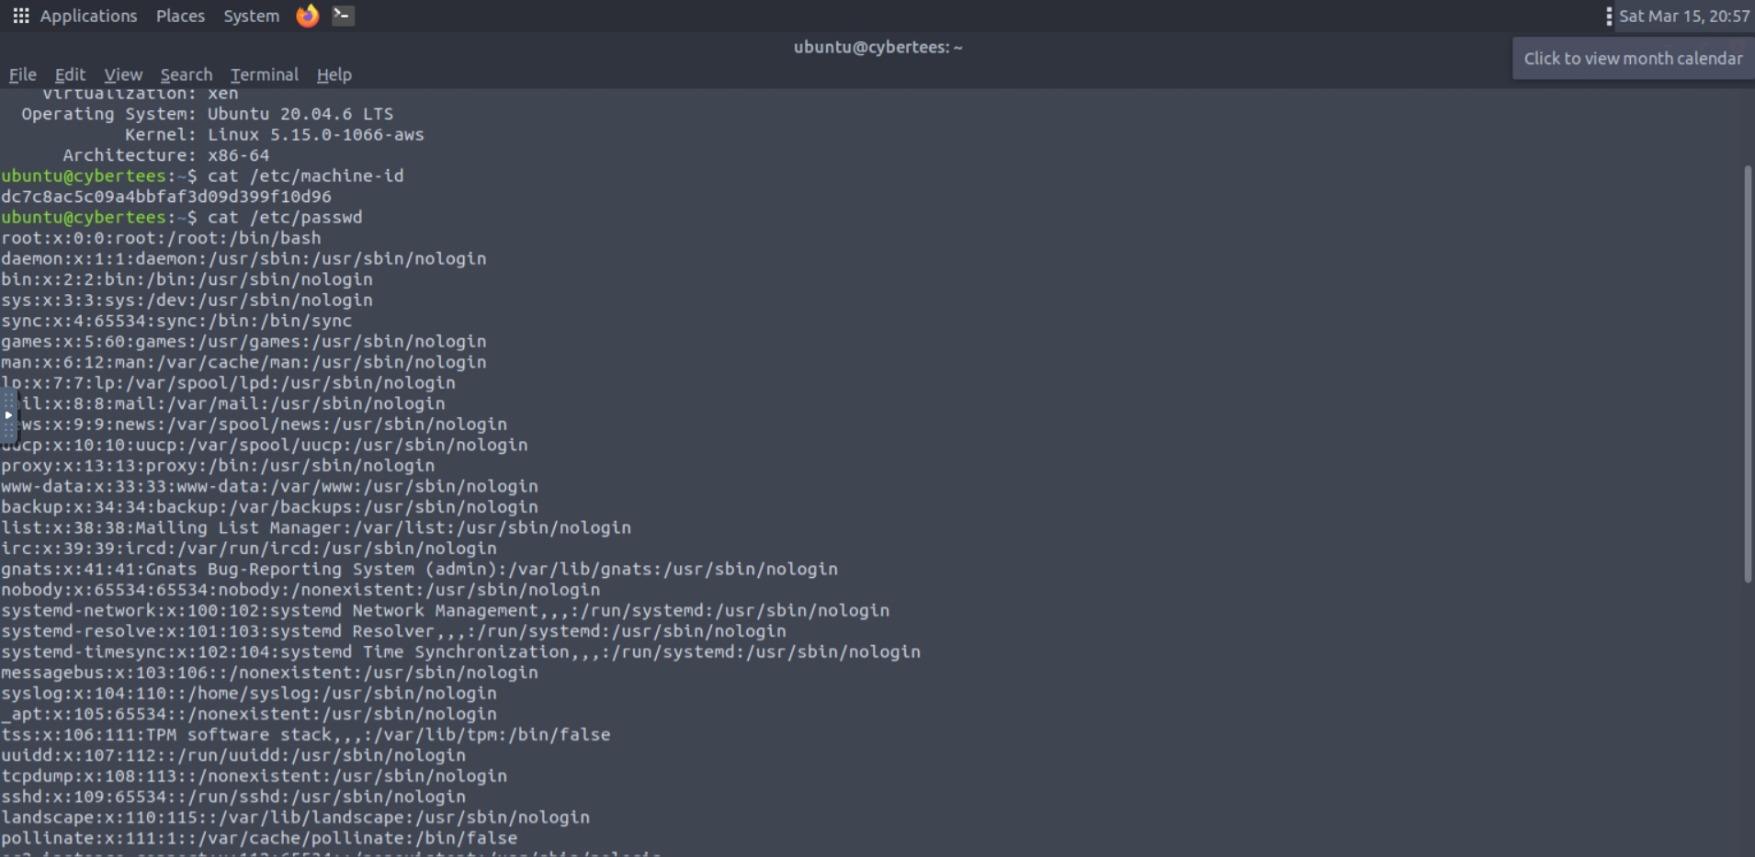 Applications Places System Sat Mar 15, 20:57
ubuntu@cybertees: ~
Click to view month calendar
File Edit View Search Terminal Help
Virtualization: xen
Operating System: Ubuntu 20.04.6 LTS
Kernel: Linux 5.15.0-1066-aws
Architecture: x86-64
ubuntu@cybertees:~$ cat /etc/machine-id
dc7c8ac5c09a4bbfaf3d09d399f10d96
ubuntu@cybertees:~$ cat /etc/passwd
root:x:0:0:root:/root:/bin/bash
daemon:x:1:1:daemon:/usr/sbin:/usr/sbin/nologin
bin:x:2:2:bin:/bin:/usr/sbin/nologin
sys:x:3:3:sys:/dev:/usr/sbin/nologin
sync:x:4:65534:sync:/bin:/bin/sync
games:x:5:60:games:/usr/games:/usr/sbin/nologin
man:x:6:12:man:/var/cache/man:/usr/sbin/nologin
lp:x:7:7:lp:/var/spool/lpd:/usr/sbin/nologin
il:x:8:8:mail:/var/mail:/usr/sbin/nologin
ws:x:9:9:news:/var/spool/news:/usr/sbin/nologin
uucp:x:10:10:uucp:/var/spool/uucp:/usr/sbin/nologin
proxy:x:13:13:proxy:/bin:/usr/sbin/nologin
www-data:x:33:33:www-data:/var/www:/usr/sbin/nologin
backup:x:34:34:backup:/var/backups:/usr/sbin/nologin
list:x:38:38:Mailing List Manager:/var/list:/usr/sbin/nologin
irc:x:39:39:ircd:/var/run/ircd:/usr/sbin/nologin
gnats:x:41:41:Gnats Bug-Reporting System (admin):/var/lib/gnats:/usr/sbin/nologin
nobody:x:65534:65534:nobody:/nonexistent:/usr/sbin/nologin
systemd-network:x:100:102:systemd Network Management,,,:/run/systemd:/usr/sbin/nologin
systemd-resolve:x:101:103:systemd Resolver,,,:/run/systemd:/usr/sbin/nologin
systemd-timesync:x:102:104:systemd Time Synchronization,,,:/run/systemd:/usr/sbin/nologin
messagebus:x:103:106::/nonexistent:/usr/sbin/nologin
syslog:x:104:110::/home/syslog:/usr/sbin/nologin
_apt:x:105:65534::/nonexistent:/usr/sbin/nologin
tss:x:106:111:TPM software stack,,,:/var/lib/tpm:/bin/false
uuidd:x:107:112::/run/uuidd:/usr/sbin/nologin
tcpdump:x:108:113::/nonexistent:/usr/sbin/nologin
sshd:x:109:65534::/run/sshd:/usr/sbin/nologin
landscape:x:110:115::/var/lib/landscape:/usr/sbin/nologin
pollinate:x:111:1::/var/cache/pollinate:/bin/false